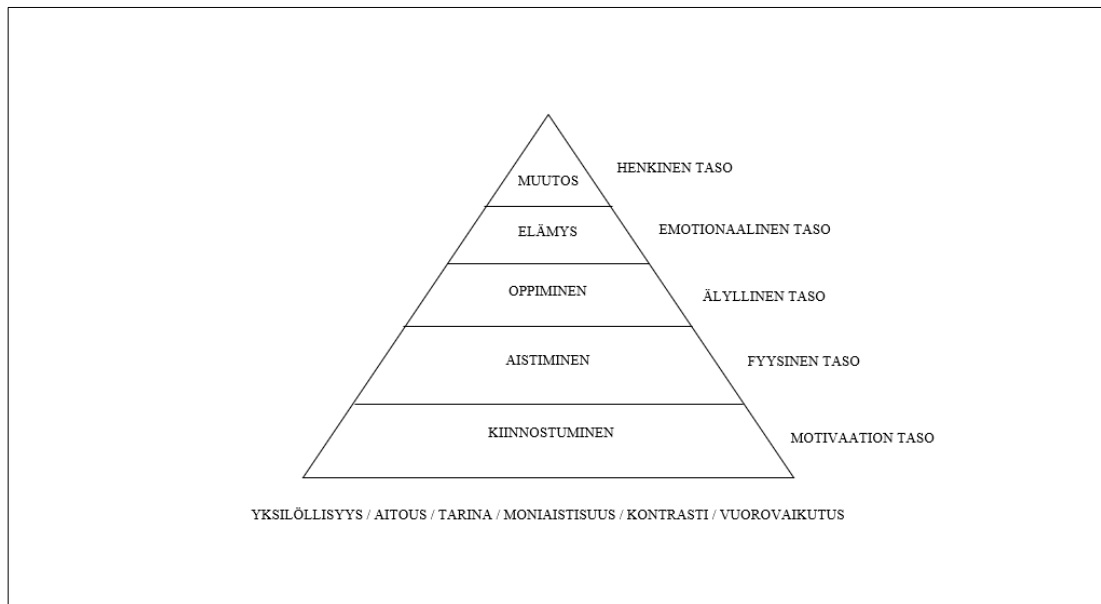 HENKINEN TASO
MUUTOS
EMOTIONAALINEN TASO
ELÄMYS
OPPIMINEN
ÄLYLLINEN TASO
AISTIMINEN
FYYSINEN TASO
KIINNOSTUMINEN
MOTIVAATION TASO
YKSILÖLLISYYS / AITOUS / TARINA / MONIAISTISUUS / KONTRASTI / VUOROVAIKUTUS